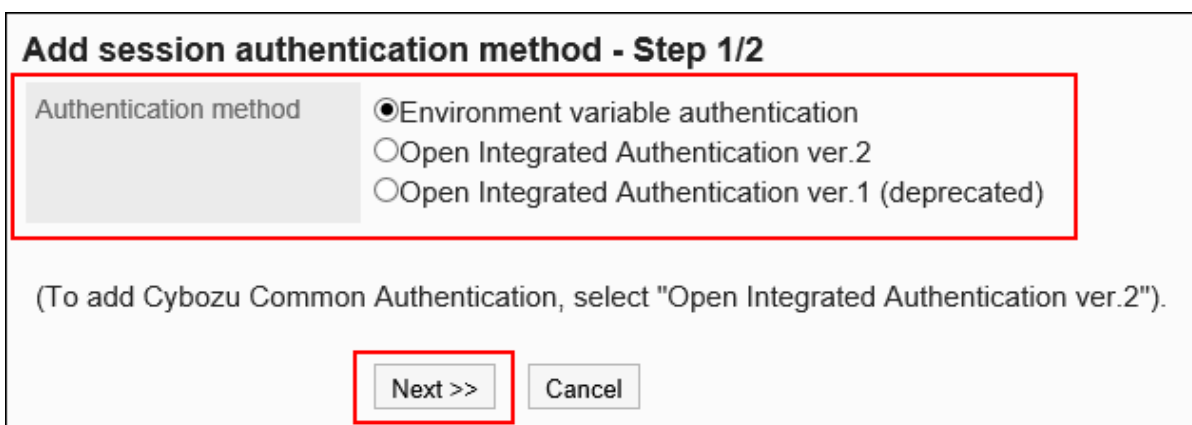 Add session authentication method - Step 1/2
Authentication method
Environment variable authentication
Open Integrated Authentication ver.2
Open Integrated Authentication ver.1 (deprecated)
(To add Cybozu Common Authentication, select "Open Integrated Authentication ver.2").
Next >>
Cancel